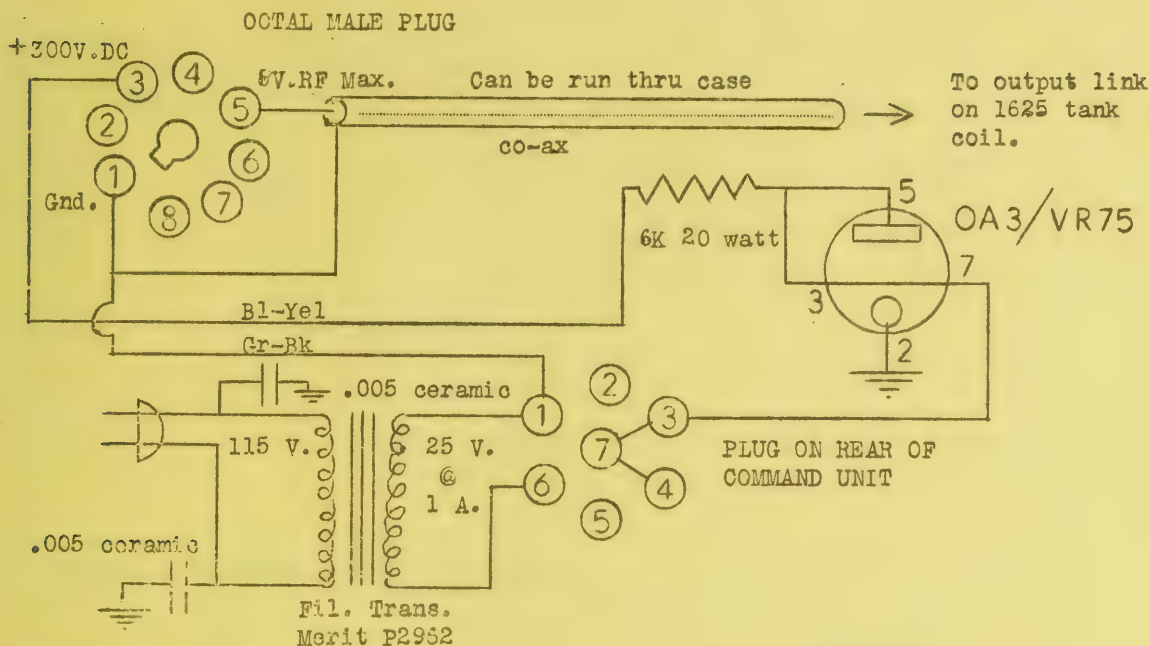 OCTAL MALE PLUG
+300V.DC
3
4
8V.RF Max.
Can be run thru case
To output link
on 1625 tank
coil.
2
5
co-ax
1
6
Gnd.
8
7
6K 20 watt
5
OA3/VR75
7
3
2
Bl-Yel
Gr-Bk
.005 ceramic
115 V.
25 V.
@
1 A.
1
2
3
7
6
4
5
PLUG ON REAR OF
COMMAND UNIT
.005 ceramic
Fil. Trans.
Merit P2962